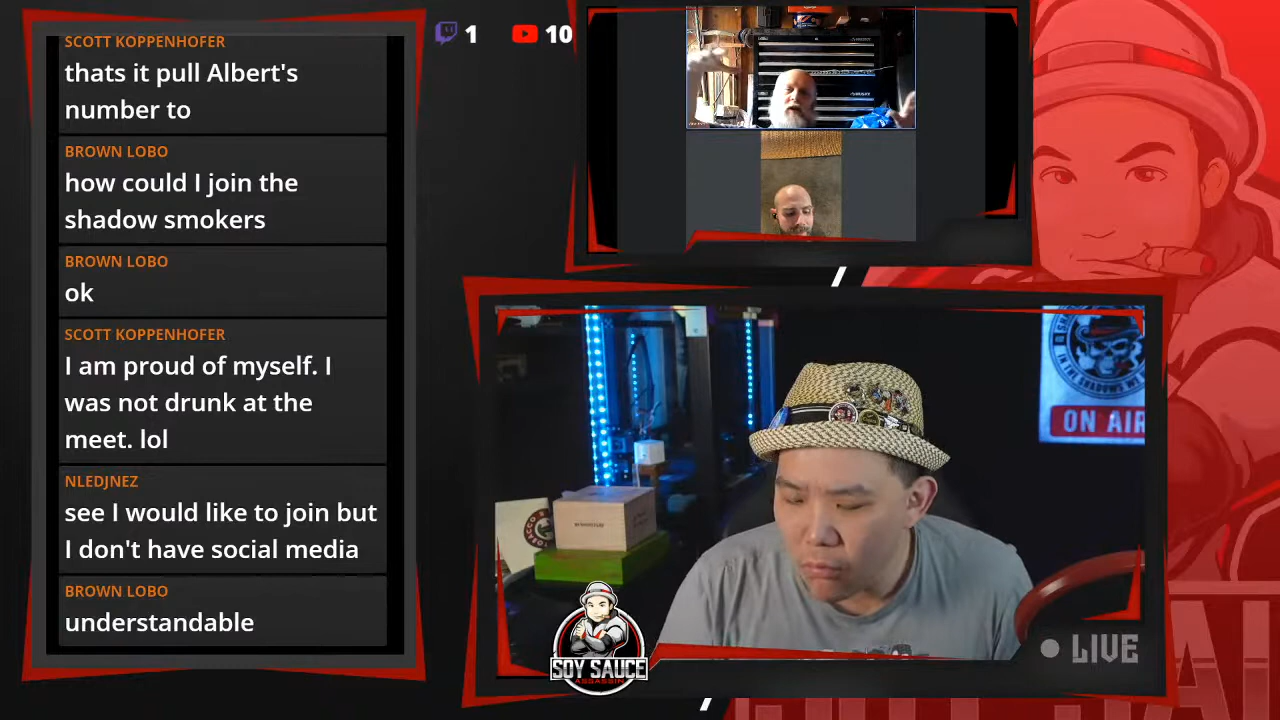 SCOTT KOPPENHOFER
thats it pull Albert's
number to
BROWN LOBO
how could I join the
shadow smokers
BROWN LOBO
ok
SCOTT KOPPENHOFER
I am proud of myself. I
was not drunk at the
meet. lol
NLEDJNEZ
see I would like to join but
I don't have social media
BROWN LOBO
understandable
1
10
ON AIR
SOY SAUCE
ASSASSIN
LIVE